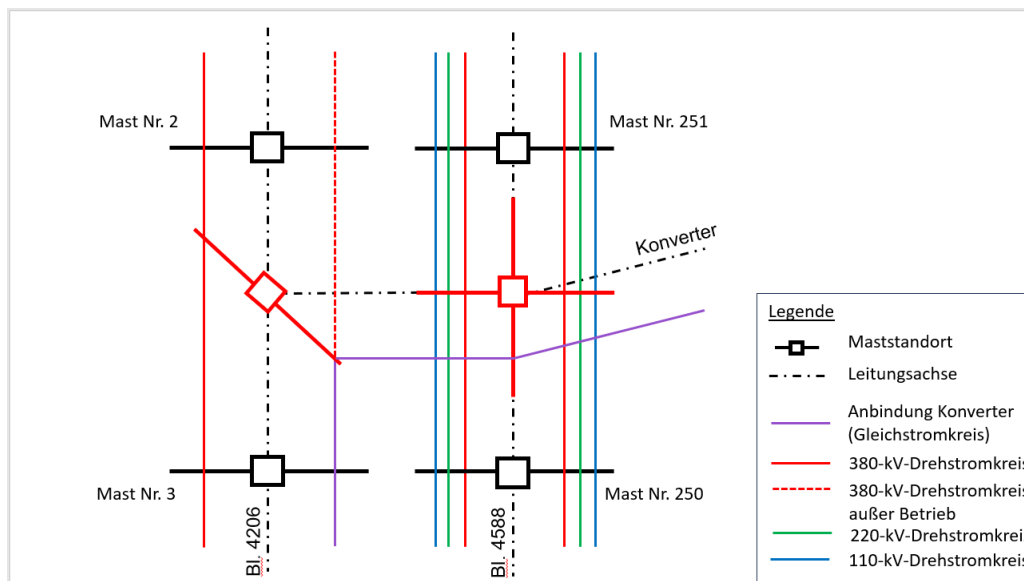 Mast Nr. 2
Mast Nr. 251
Konverter
Mast Nr. 3
Mast Nr. 250
Bl. 4206
Bl. 4588
Legende
Maststandort
Leitungsachse
Anbindung Konverter
(Gleichstromkreis)
380-kV-Drehstromkreis
380-kV-Drehstromkreis
außer Betrieb
220-kV-Drehstromkrei
110-kV-Drehstromkreis